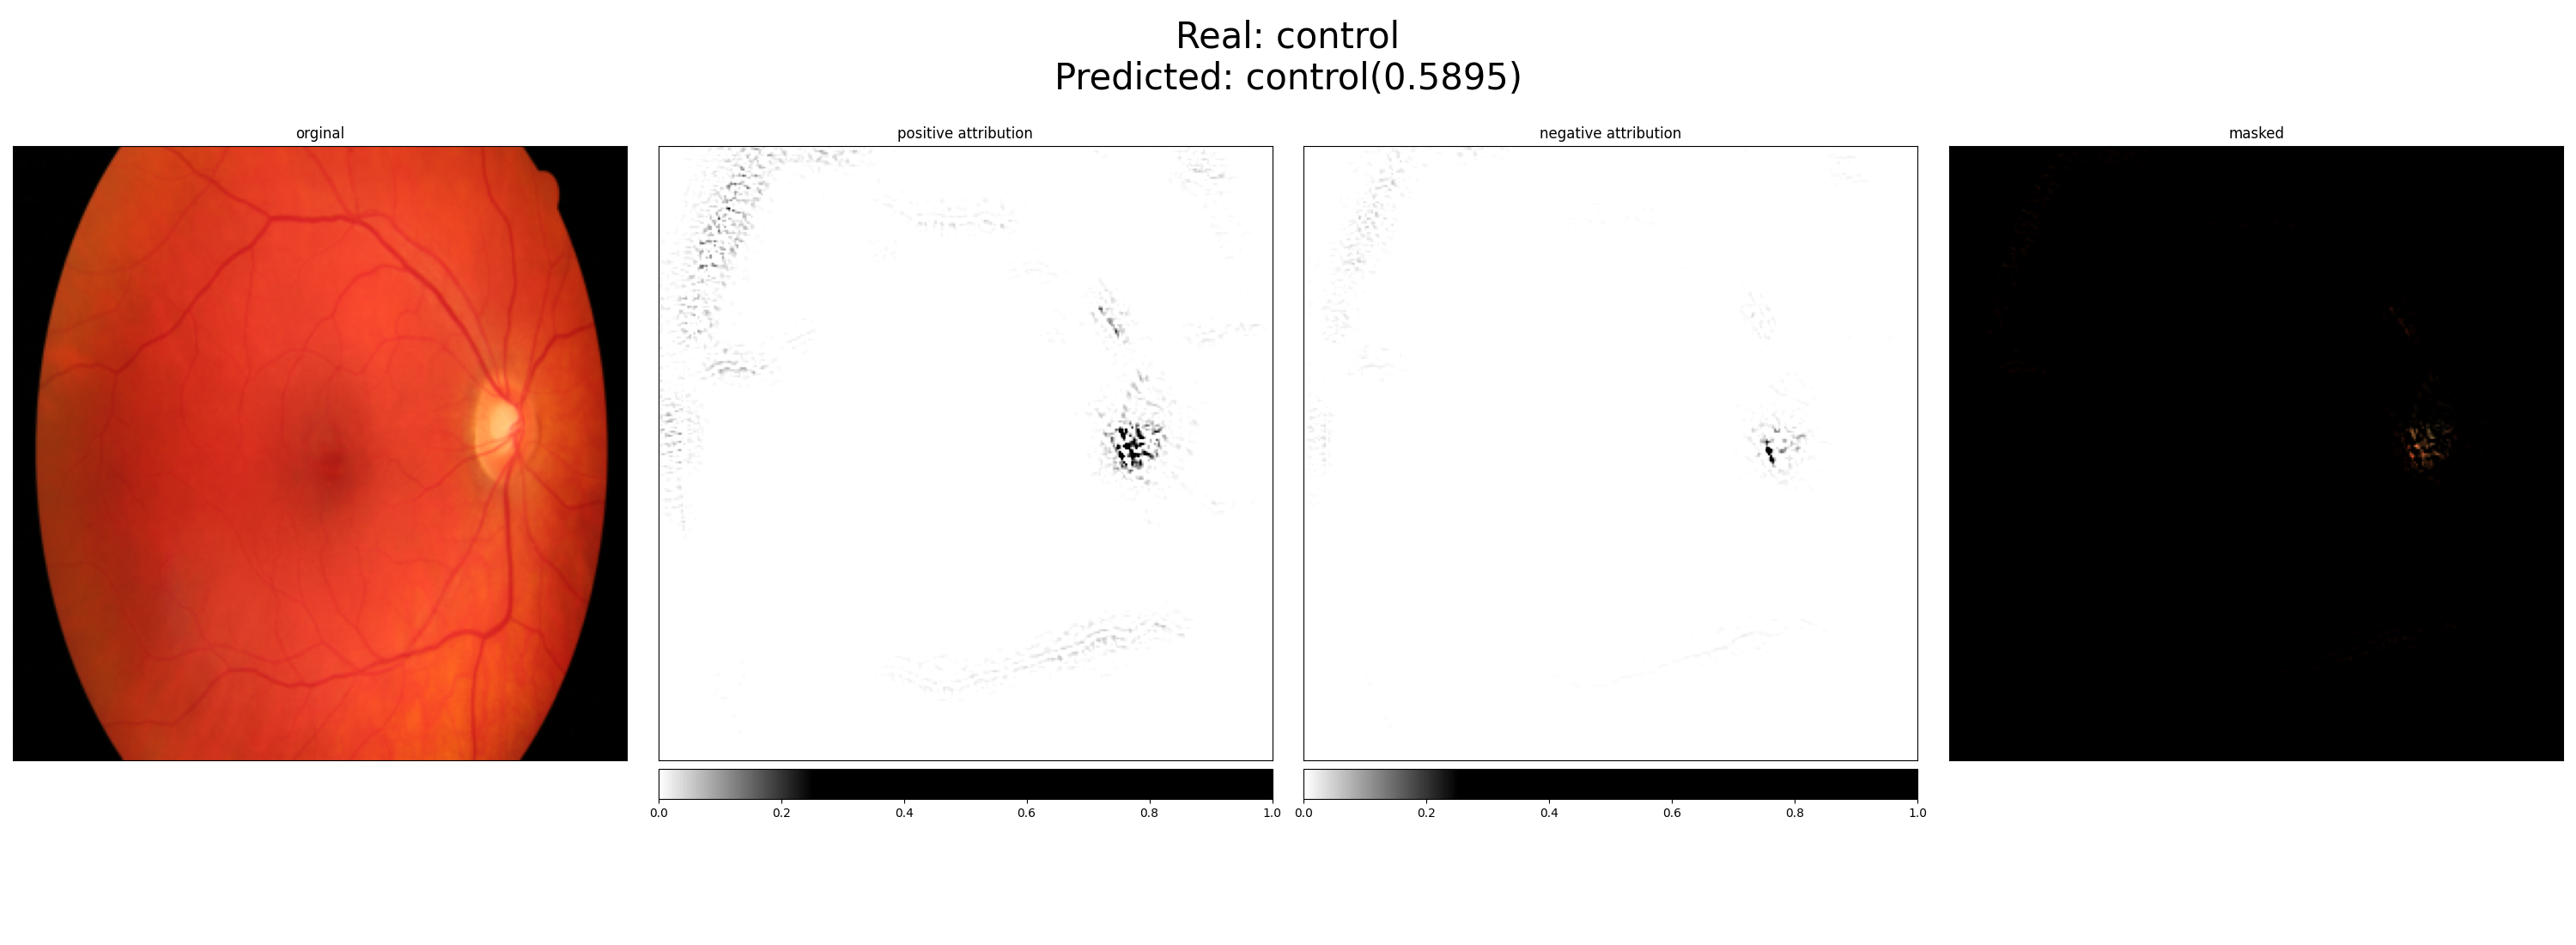 Real: control
Predicted: control(0.5895)
orginal
positive attribution
negative attribution
masked
0.0 0.2 0.4 0.6 0.8 1.0
0.0 0.2 0.4 0.6 0.8 1.0